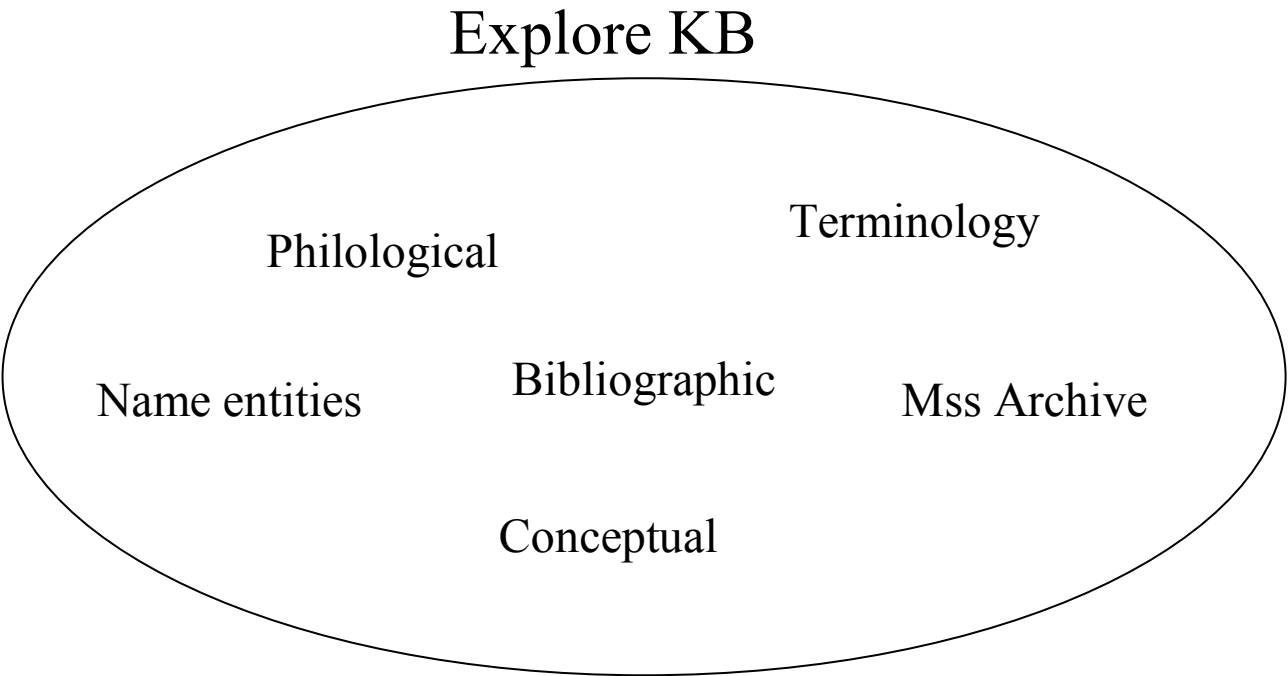 Explore KB
Terminology
Philological
Bibliographic
Name entities
Mss Archive
Conceptual